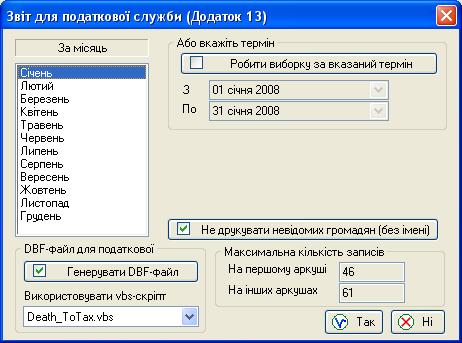 Звіт для податкової служби (Додаток 13)
За місяць
Січень
Лютий
Березень
Квітень
Травень
Червень
Липень
Серпень
Вересень
Жовтень
Листопад
Грудень
Або вкажіть термін
Робити виборку за вказаний термін
З 01 січня 2008
По 31 січня 2008
Не друкувати невідомих громадян (без імені)
DBF-файл для податкової
Генерувати DBF-файл
Використовувати vbs-скріпт
Death_ToTax.vbs
Максимальна кількість записів
На першому аркуші 46
На інших аркушах 61
Так
Ні